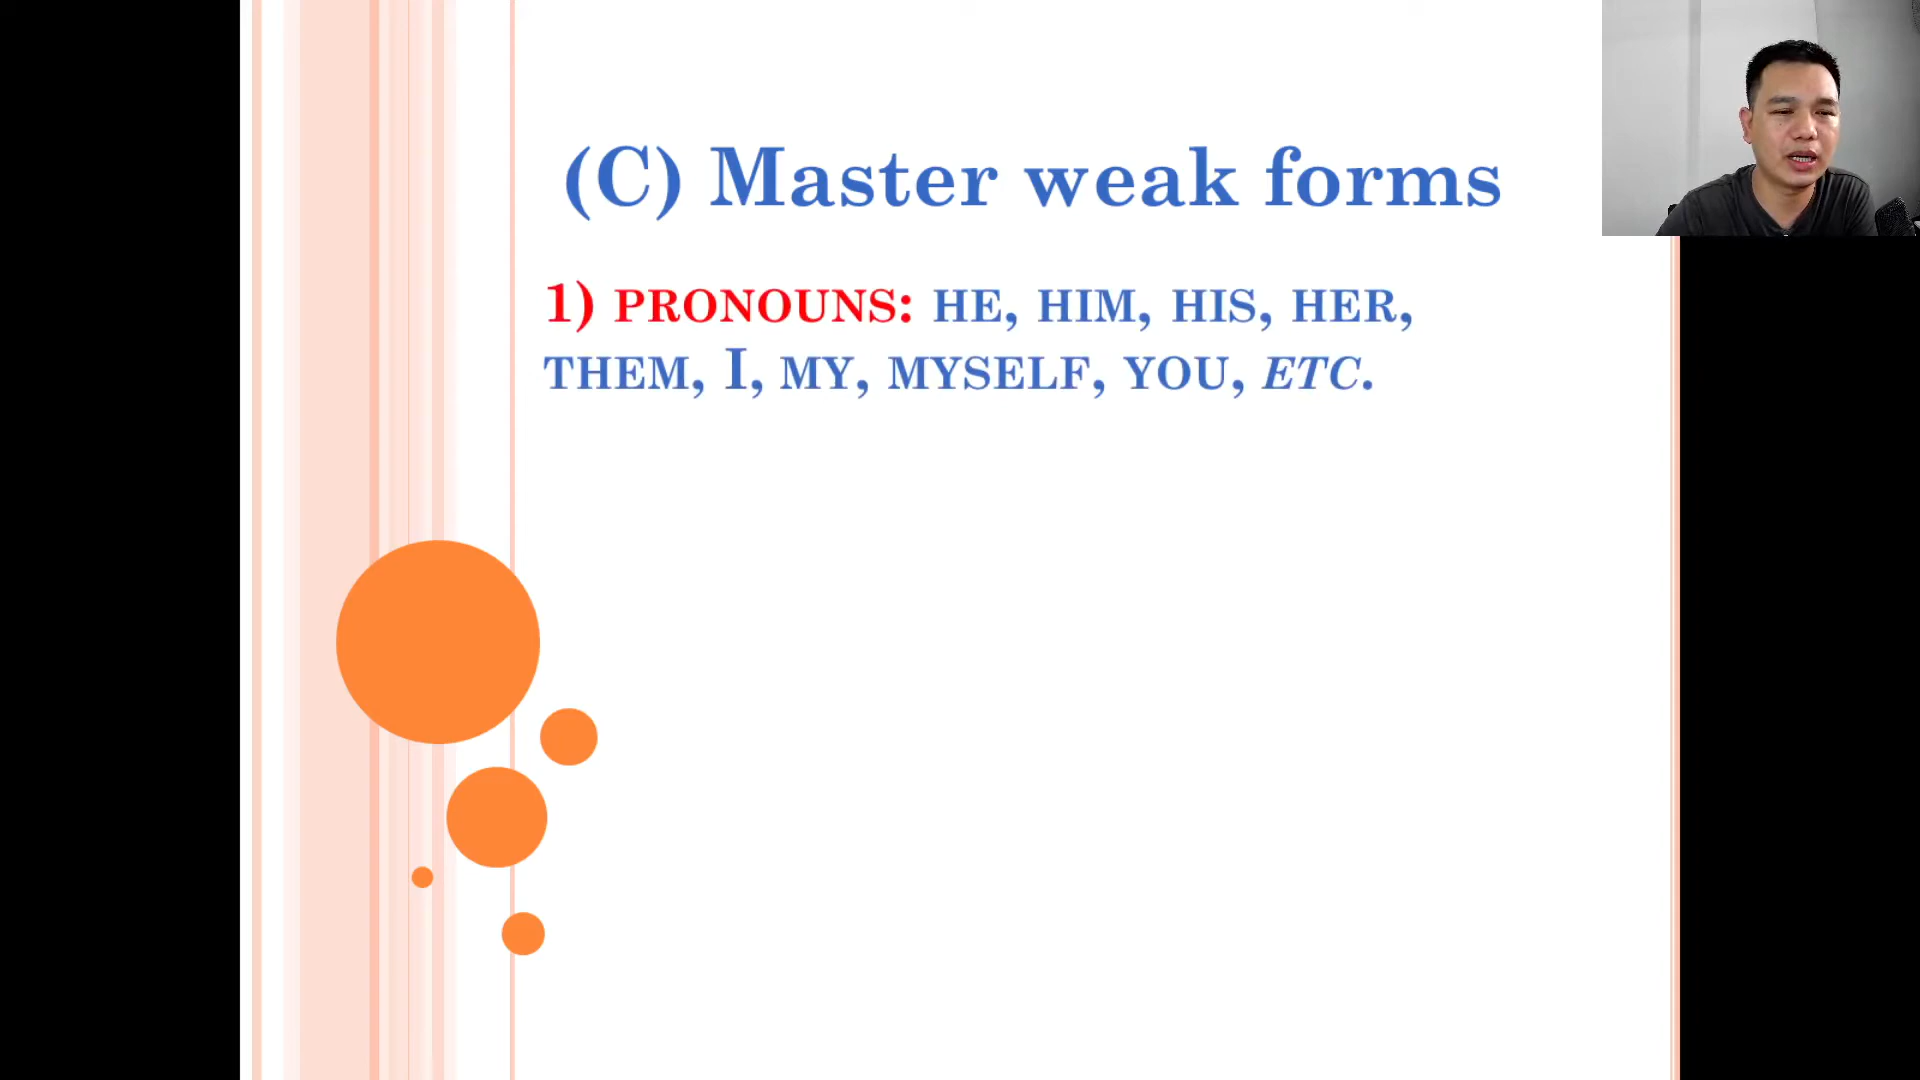 (C) Master weak forms
1) PRONOUNS: HE, HIM, HIS, HER,
THEM, I, MY, MYSELF, YOU, ETC.